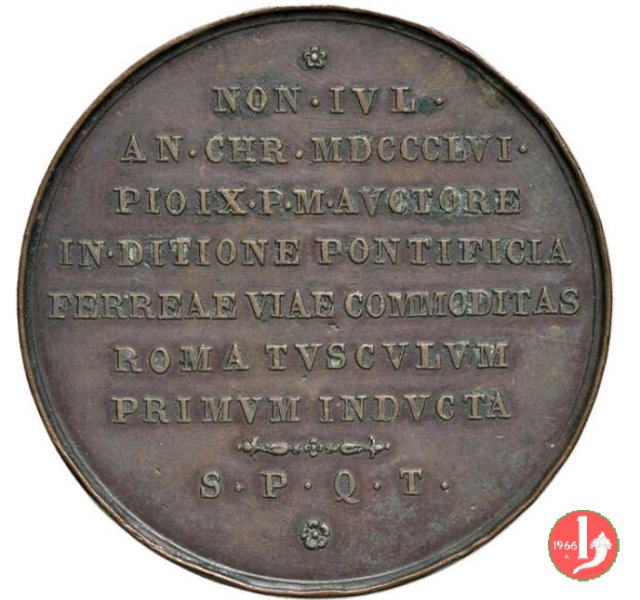 NON · IVL ·
AN · CHR · MDCCCLVI ·
PIO IX · P · M · AVCTORE
IN · DITIONE PONTIFICIA
FERREAE VIAE COMMODITAS
ROMA TVSCVLVM
PRIMVM INDVCTA
S · P · Q · T ·
1966